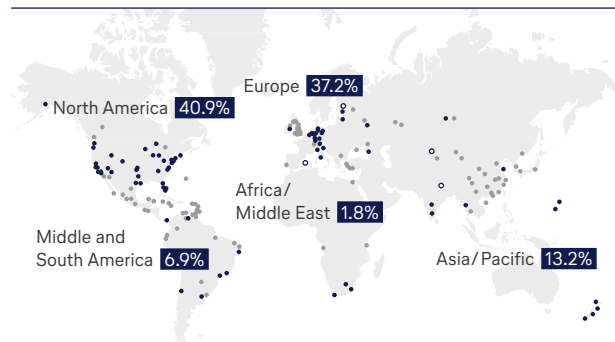 Europe 37.2%
North America 40.9%
Africa/
Middle East 1.8%
Middle and
South America 6.9%
Asia/Pacific 13.2%